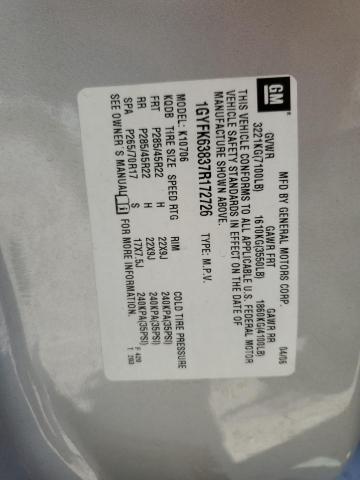 GM
MFD BY GENERAL MOTORS CORP. 04/06
GVWR GAWR FRT GAWR RR
3221KG(7100LB) 1610KG(3550LB) 1860KG(4100LB)
THIS VEHICLE CONFORMS TO ALL APPLICABLE U.S. FEDERAL MOTOR
VEHICLE SAFETY STANDARDS IN EFFECT ON THE DATE OF
MANUFACTURE SHOWN ABOVE.
1GYFK63837R172726 TYPE: M.P.V.
MODEL: K10706
KQDB TIRE SIZE SPEED RTG RIM COLD TIRE PRESSURE
FRT P285/45R22 H 22X9J 240KPA(35PSI)
RR P285/45R22 H 22X9J 240KPA(35PSI)
SPA P265/70R17 17X7.5J 240KPA(35PSI)
SEE OWNER'S MANUAL FOR MORE INFORMATION.